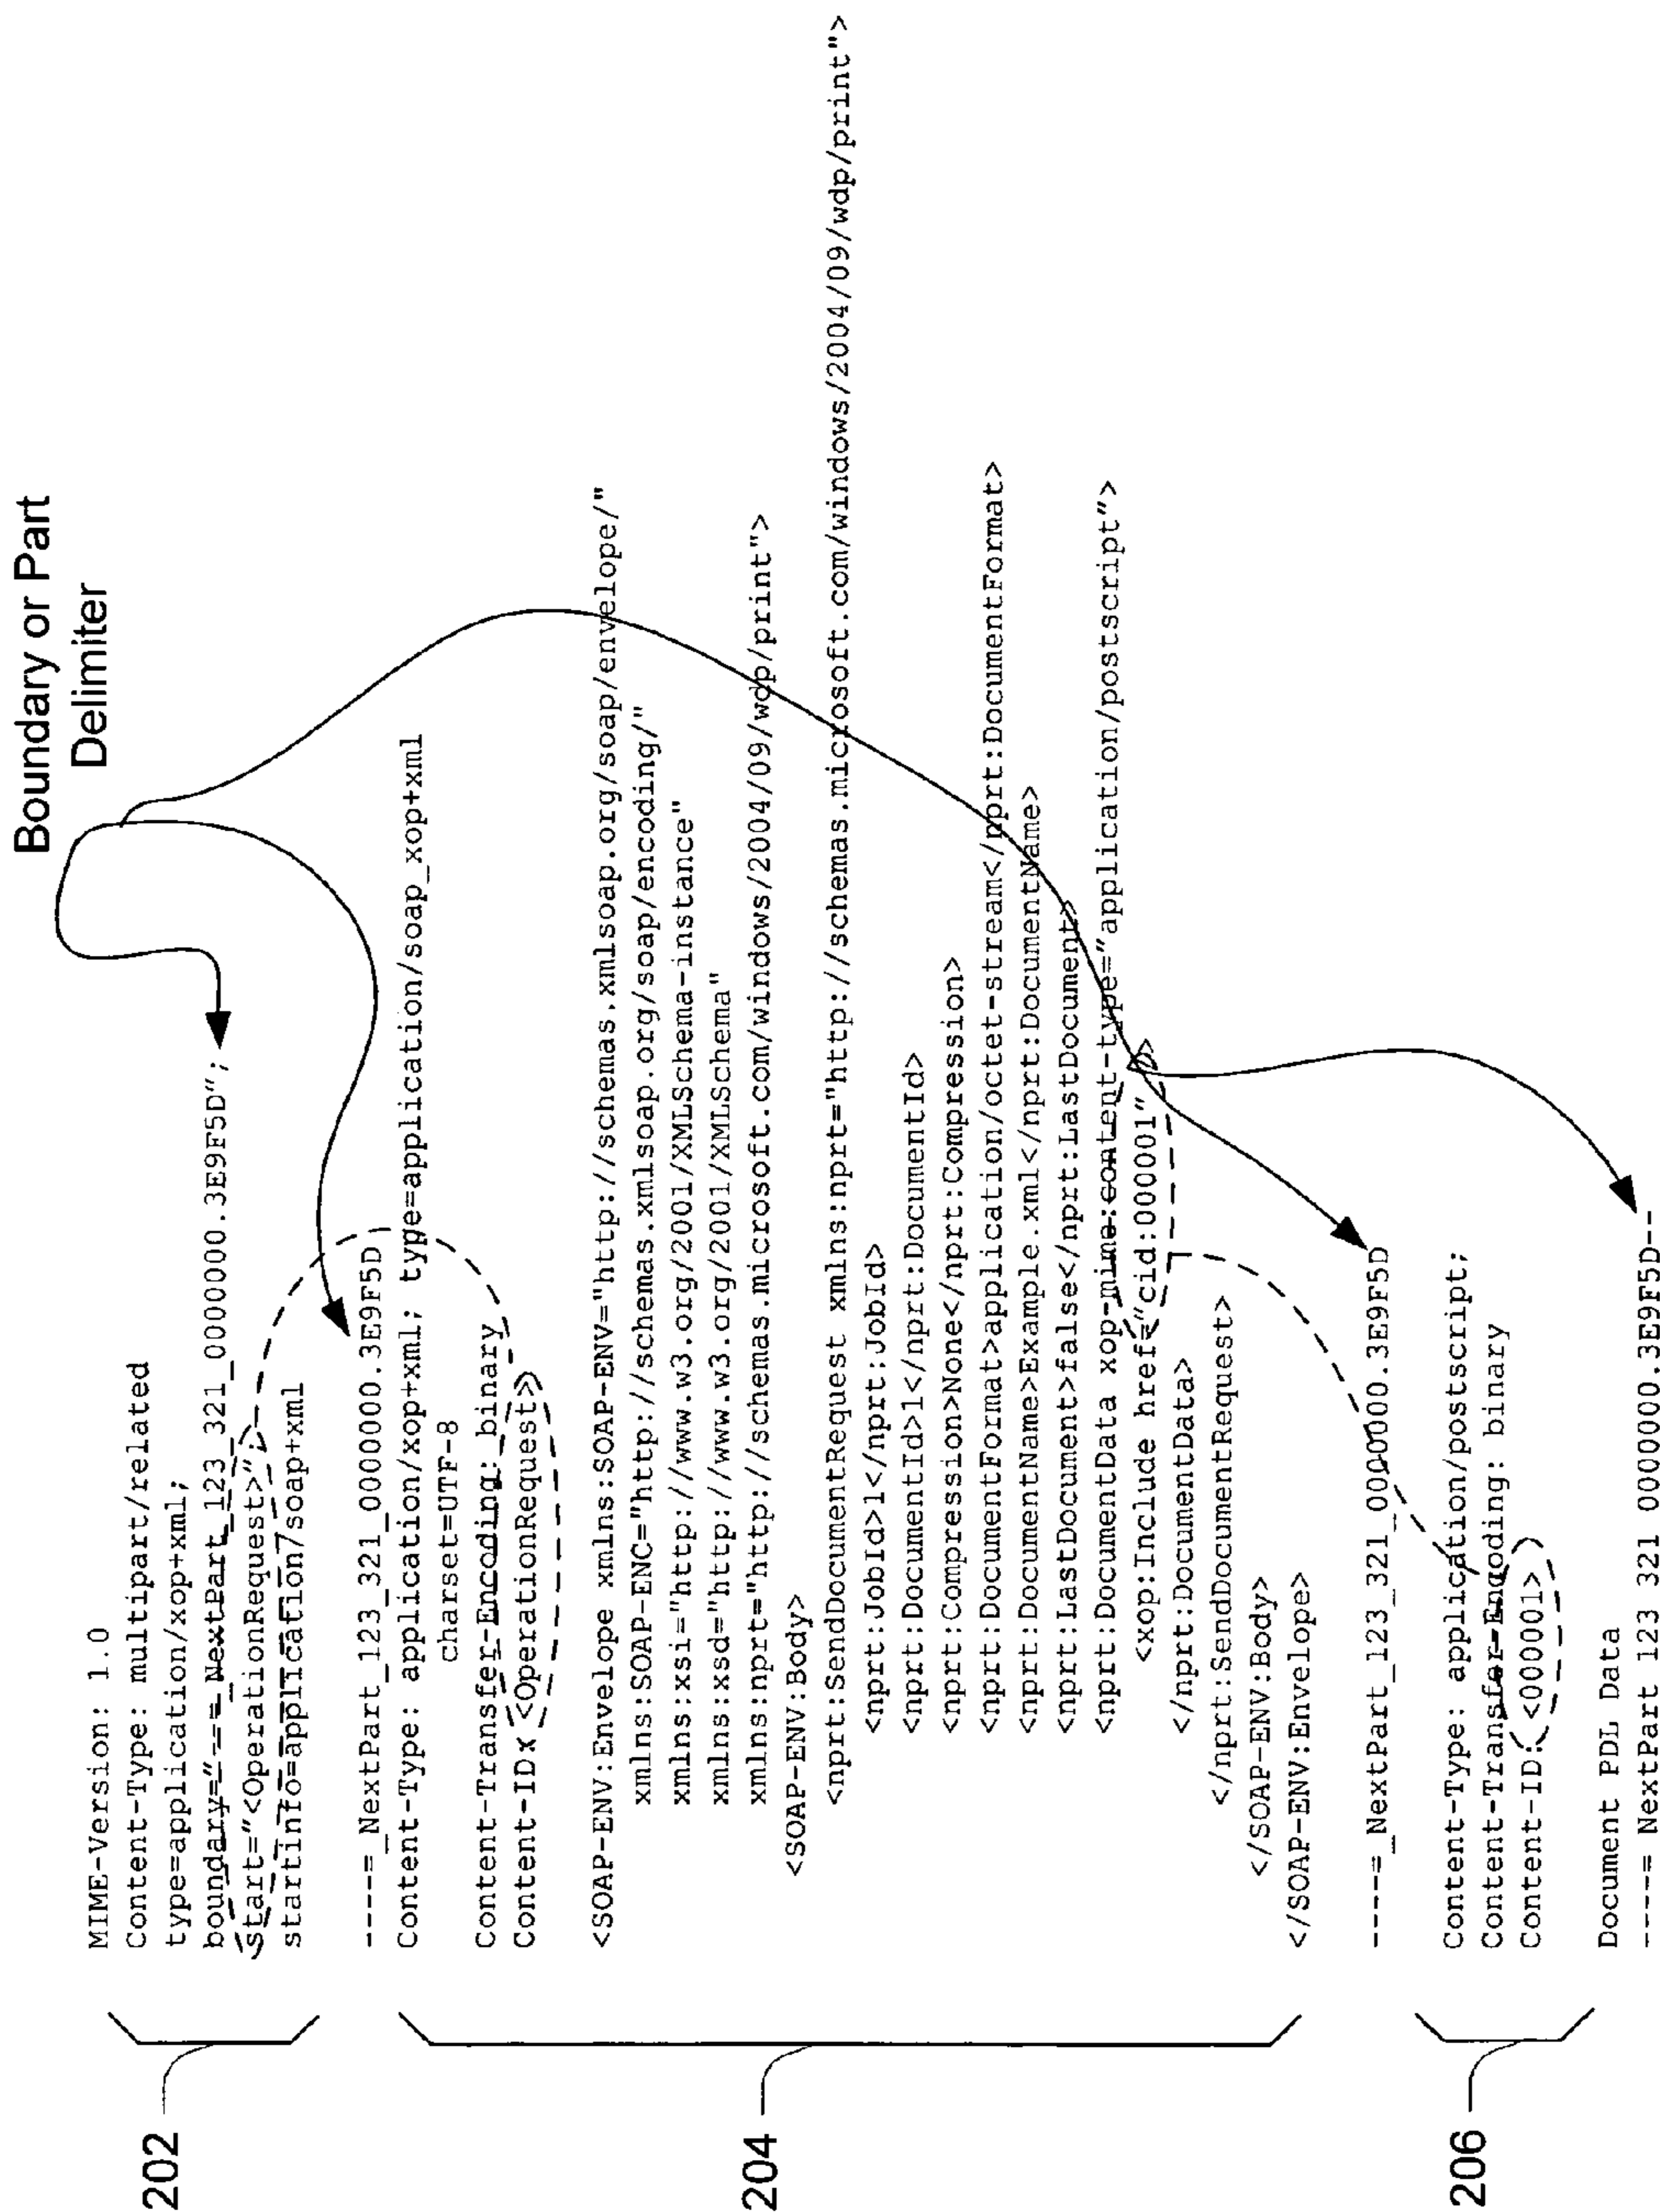 Boundary or Part
Delimiter
202
MIME-Version: 1.0
Content-Type: multipart/related
type=application/xop+xml;
boundary="---=_NextPart_123_321_0000000.3E9F5D";
start="<OperationRequest>";
startinfo=application/soap+xml
----=_NextPart_123_321_0000000.3E9F5D
204
Content-Type: application/xop+xml; type=application/soap_xop+xml
charset=UTF-8
Content-Transfer-Encoding: binary
Content-ID: <OperationRequest>
<SOAP-ENV:Envelope xmlns:SOAP-ENV="http://schemas.xmlsoap.org/soap/envelope/"
xmlns:SOAP-ENC="http://schemas.xmlsoap.org/soap/encoding/"
xmlns:xsi="http://www.w3.org/2001/XMLSchema-instance"
xmlns:xsd="http://www.w3.org/2001/XMLSchema"
xmlns:nprt="http://schemas.microsoft.com/windows/2004/09/wdp/print">
<SOAP-ENV:Body>
<nprt:SendDocumentRequest xmlns:nprt="http://schemas.microsoft.com/windows/2004/09/wdp/print">
<nprt:JobId>1</nprt:JobId>
<nprt:DocumentId>1</nprt:DocumentId>
<nprt:Compression>None</nprt:Compression>
<nprt:DocumentFormat>application/octet-stream</nprt:DocumentFormat>
<nprt:DocumentName>Example.xml</nprt:DocumentName>
<nprt:LastDocument>false</nprt:LastDocument>
<nprt:DocumentData xop-mime:content-type="application/postscript">
<xop:Include href="cid:000001"/>
</nprt:DocumentData>
</nprt:SendDocumentRequest>
</SOAP-ENV:Body>
</SOAP-ENV:Envelope>
----=_NextPart_123_321_0000000.3E9F5D
206
Content-Type: application/postscript;
Content-Transfer-Encoding: binary
Content-ID: <000001>
Document PDL Data
----= NextPart 123 321 0000000.3E9F5D--